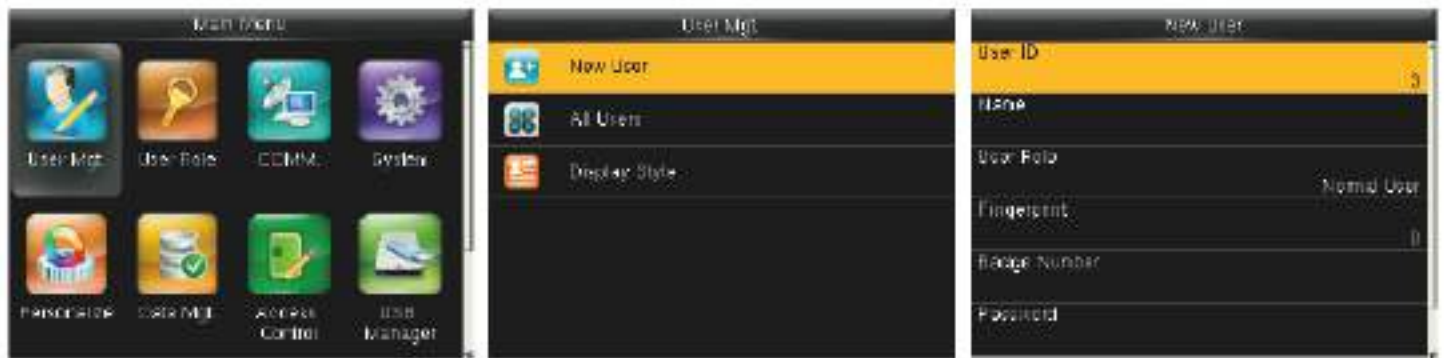 Main Menu
User Mgt.
User Role
COMM.
System
Personalize
Data Mgt.
Access
Control
USB
Manager
User Mgt.
New User
All Users
Display Style
New User
User ID
3
Name
User Role
Normal User
Fingerprint
0
Badge Number
Password